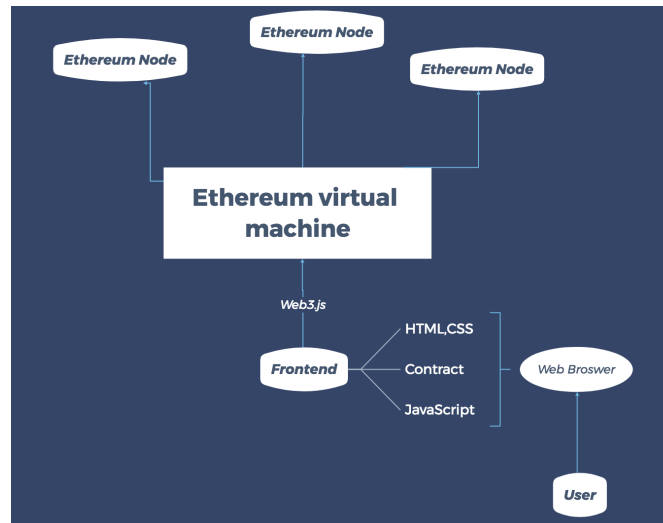 Ethereum Node
Ethereum Node
Ethereum Node
Ethereum virtual
machine
Web3.js
Frontend
HTML,CSS
Contract
JavaScript
Web Broswer
User